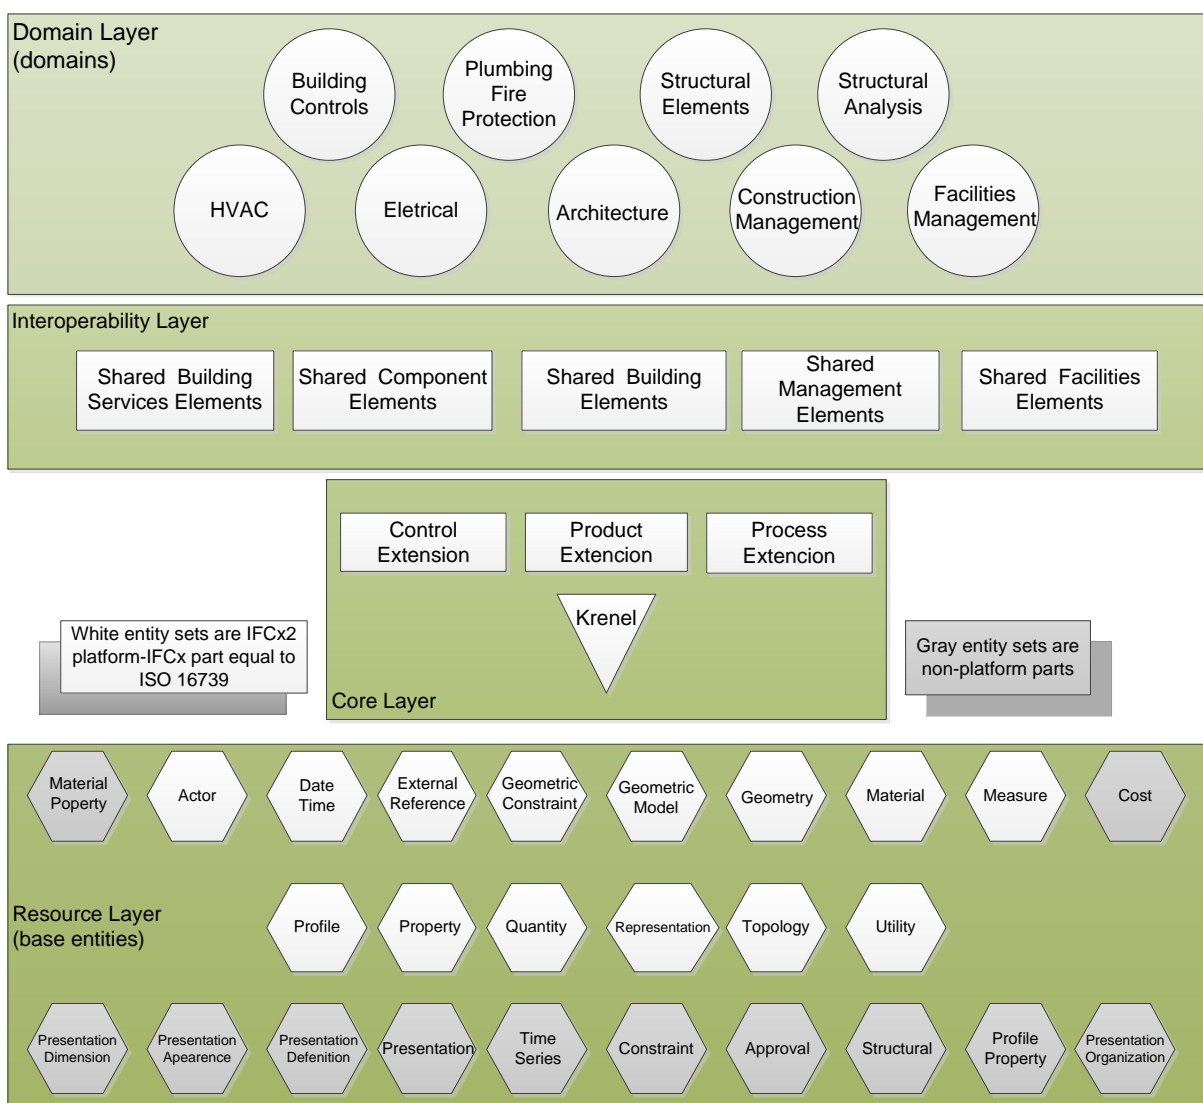 Domain Layer
(domains)
Building
Controls
Plumbing
Fire
Protection
Structural
Elements
Structural
Analysis
HVAC
Eletrical
Architecture
Construction
Management
Facilities
Management
Interoperability Layer
Shared Building
Services Elements
Shared Component
Elements
Shared Building
Elements
Shared
Management
Elements
Shared Facilities
Elements
Control
Extension
Product
Extencion
Process
Extencion
Krenel
Core Layer
White entity sets are IFCx2
platform-IFCx part equal to
ISO 16739
Gray entity sets are
non-platform parts
Material
Poperty
Actor
Date
Time
External
Reference
Geometric
Constraint
Geometric
Model
Geometry
Material
Measure
Cost
Resource Layer
(base entities)
Profile
Property
Quantity
Representation
Topology
Utility
Presentation
Dimension
Presentation
Apearence
Presentation
Defenition
Presentation
Time
Series
Constraint
Approval
Structural
Profile
Property
Presentation
Organization